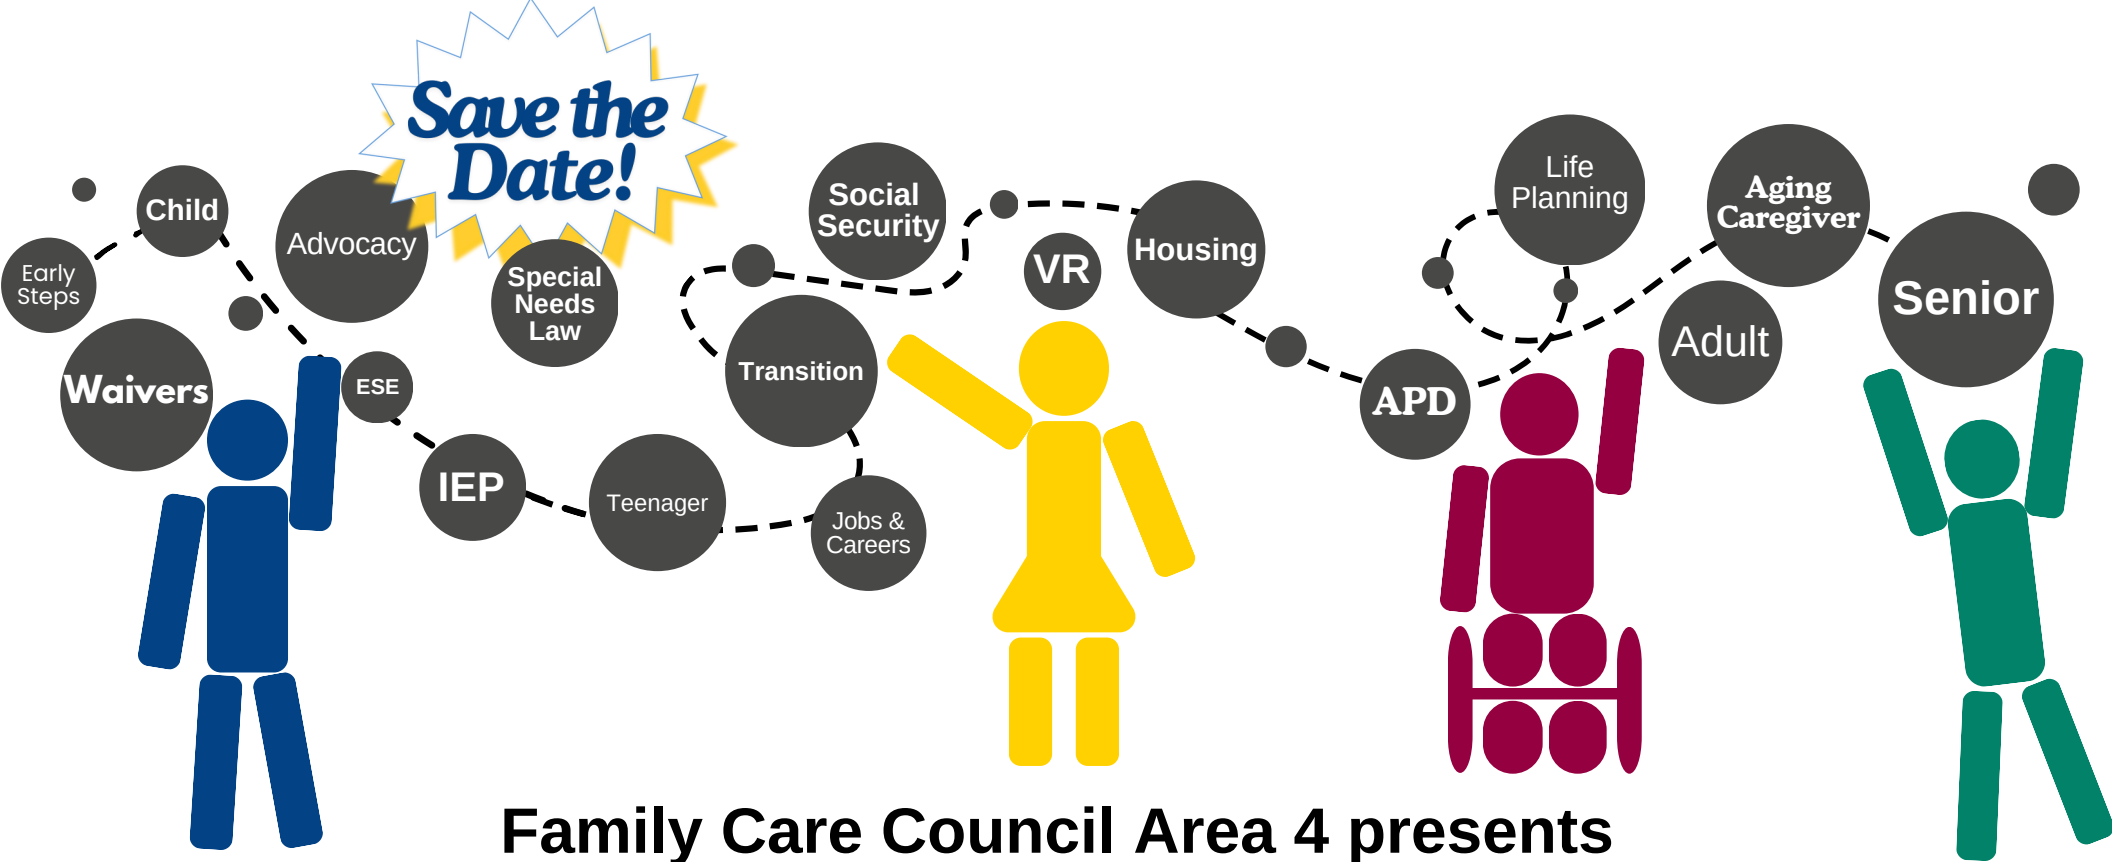 Save the
Date!
Child
Early
Steps
Advocacy
Waivers
Special
Needs
Law
ESE
IEP
Teenager
Social
Security
Transition
Jobs &
Careers
VR
Housing
APD
Life
Planning
Aging
Caregiver
Adult
Senior
Family Care Council Area 4 presents